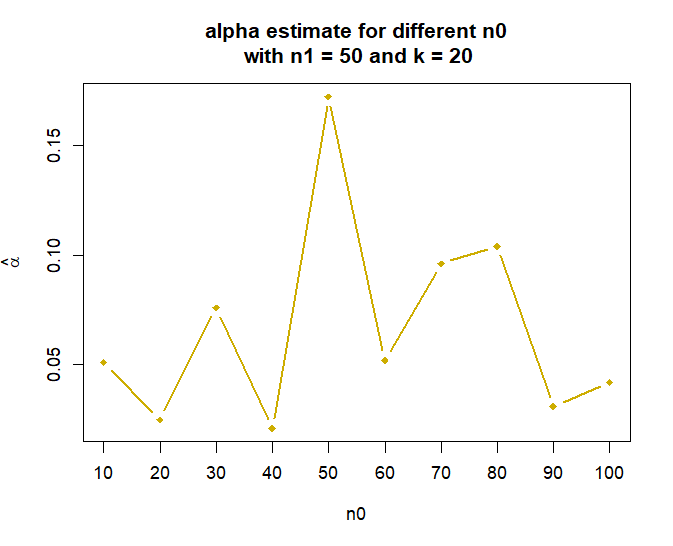 alpha estimate for different n0
with n1 = 50 and k = 20
0.15
0.10
0.05
α̂
10 20 30 40 50 60 70 80 90 100
n0